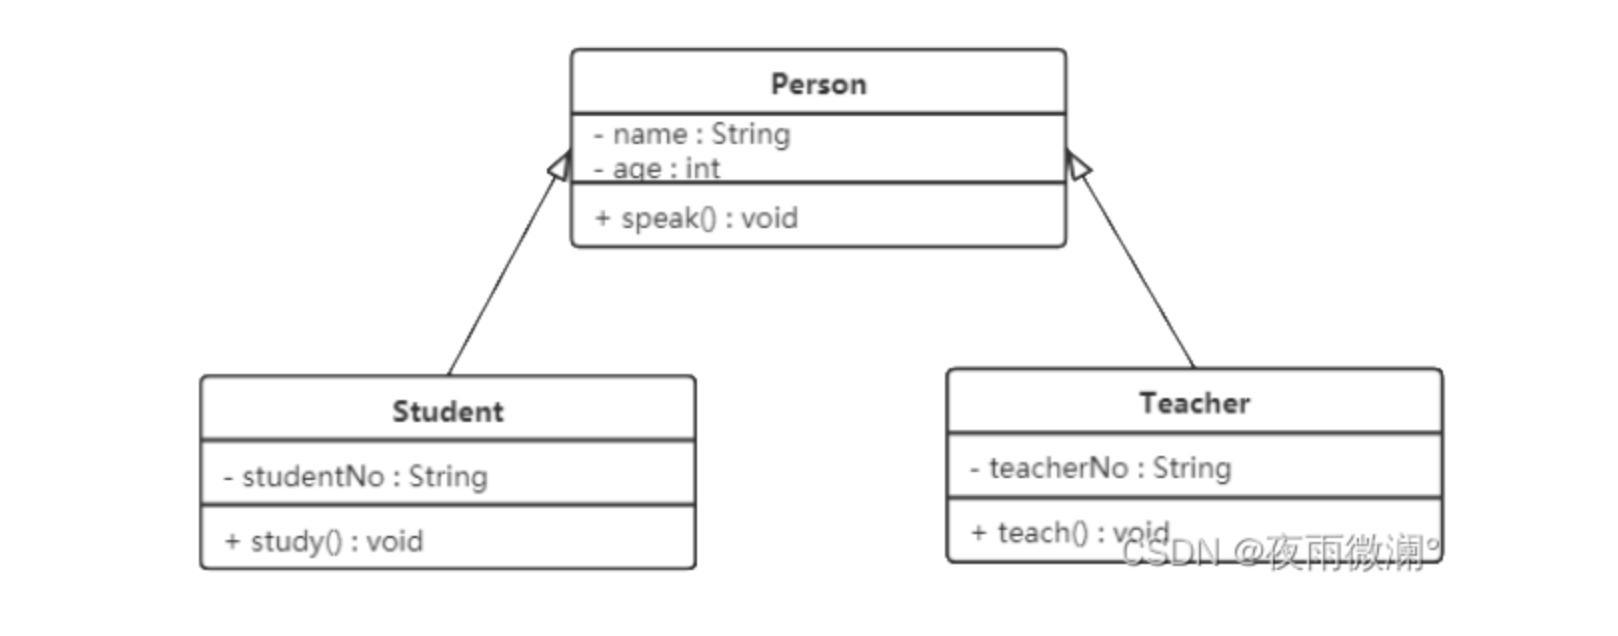 Person
- name : String
- age : int
+ speak() : void
Student
- studentNo : String
+ study() : void
Teacher
- teacherNo : String
+ teach() : void
CSDN @夜雨微澜°